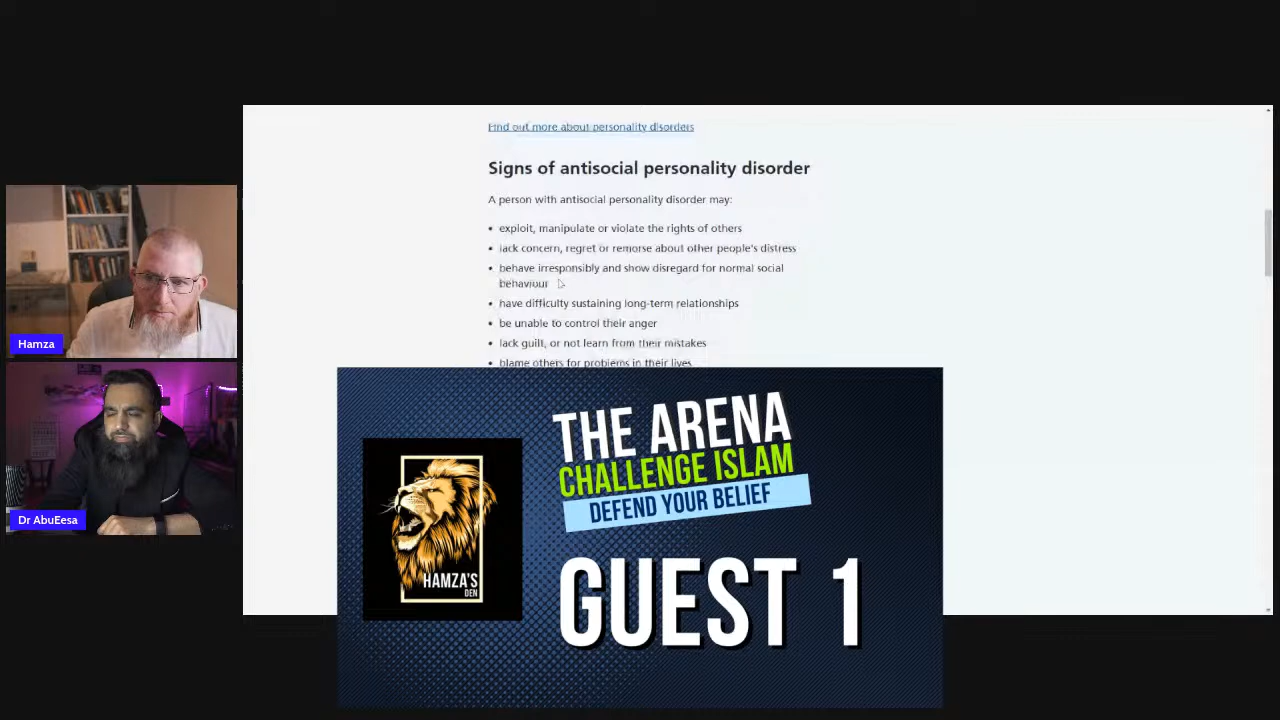 Find out more about personality disorders
Signs of antisocial personality disorder
A person with antisocial personality disorder may:
exploit, manipulate or violate the rights of others
lack concern, regret or remorse about other people's distress
behave irresponsibly and show disregard for normal social
behaviour
have difficulty sustaining long-term relationships
be unable to control their anger
lack guilt, or not learn from their mistakes
blame others for problems in their lives
Hamza
Dr AbuEesa
THE ARENA
CHALLENGE ISLAM
DEFEND YOUR BELIEF
HAMZA'S
DEN
GUEST 1